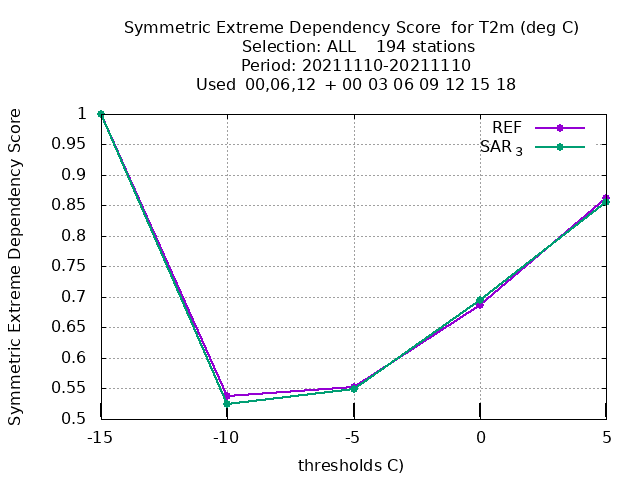 Symmetric Extreme Dependency Score  for T2m (deg C)
Selection: ALL    194 stations
Period: 20211110-20211110
Used  00,06,12  + 00 03 06 09 12 15 18
REF
SAR 3
1
0.95
0.9
0.85
0.8
0.75
0.7
0.65
0.6
0.55
0.5
Symmetric Extreme Dependency Score
-15 -10 -5 0 5
thresholds C)